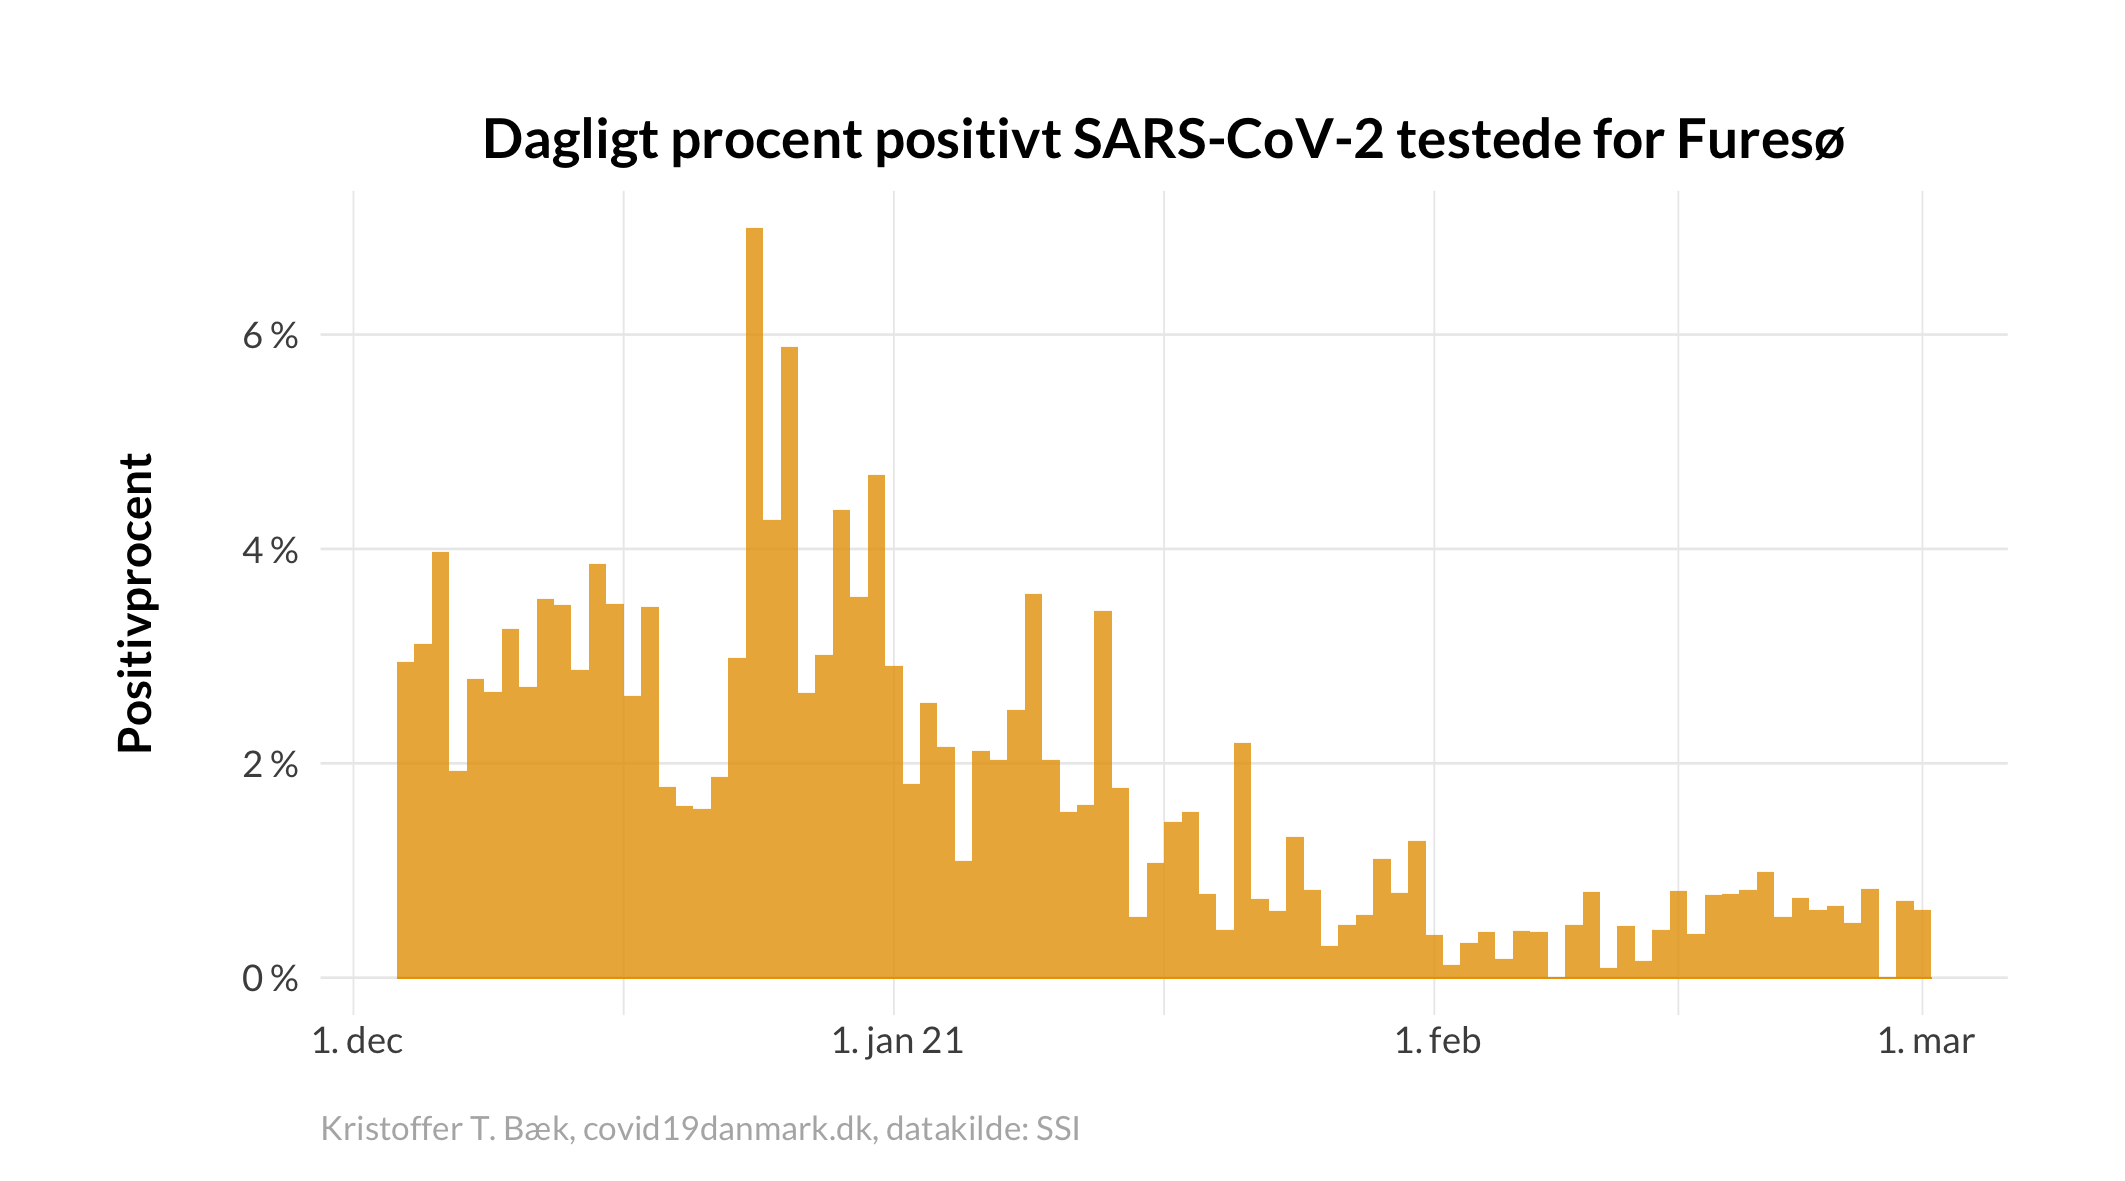 Dagligt procent positivt SARS-CoV-2 testede for Furesø
Positivprocent
6 %
4 %
2 %
0 %
1. dec
1. jan 21
1. feb
1. mar
Kristoffer T. Bæk, covid19danmark.dk, datakilde: SSI